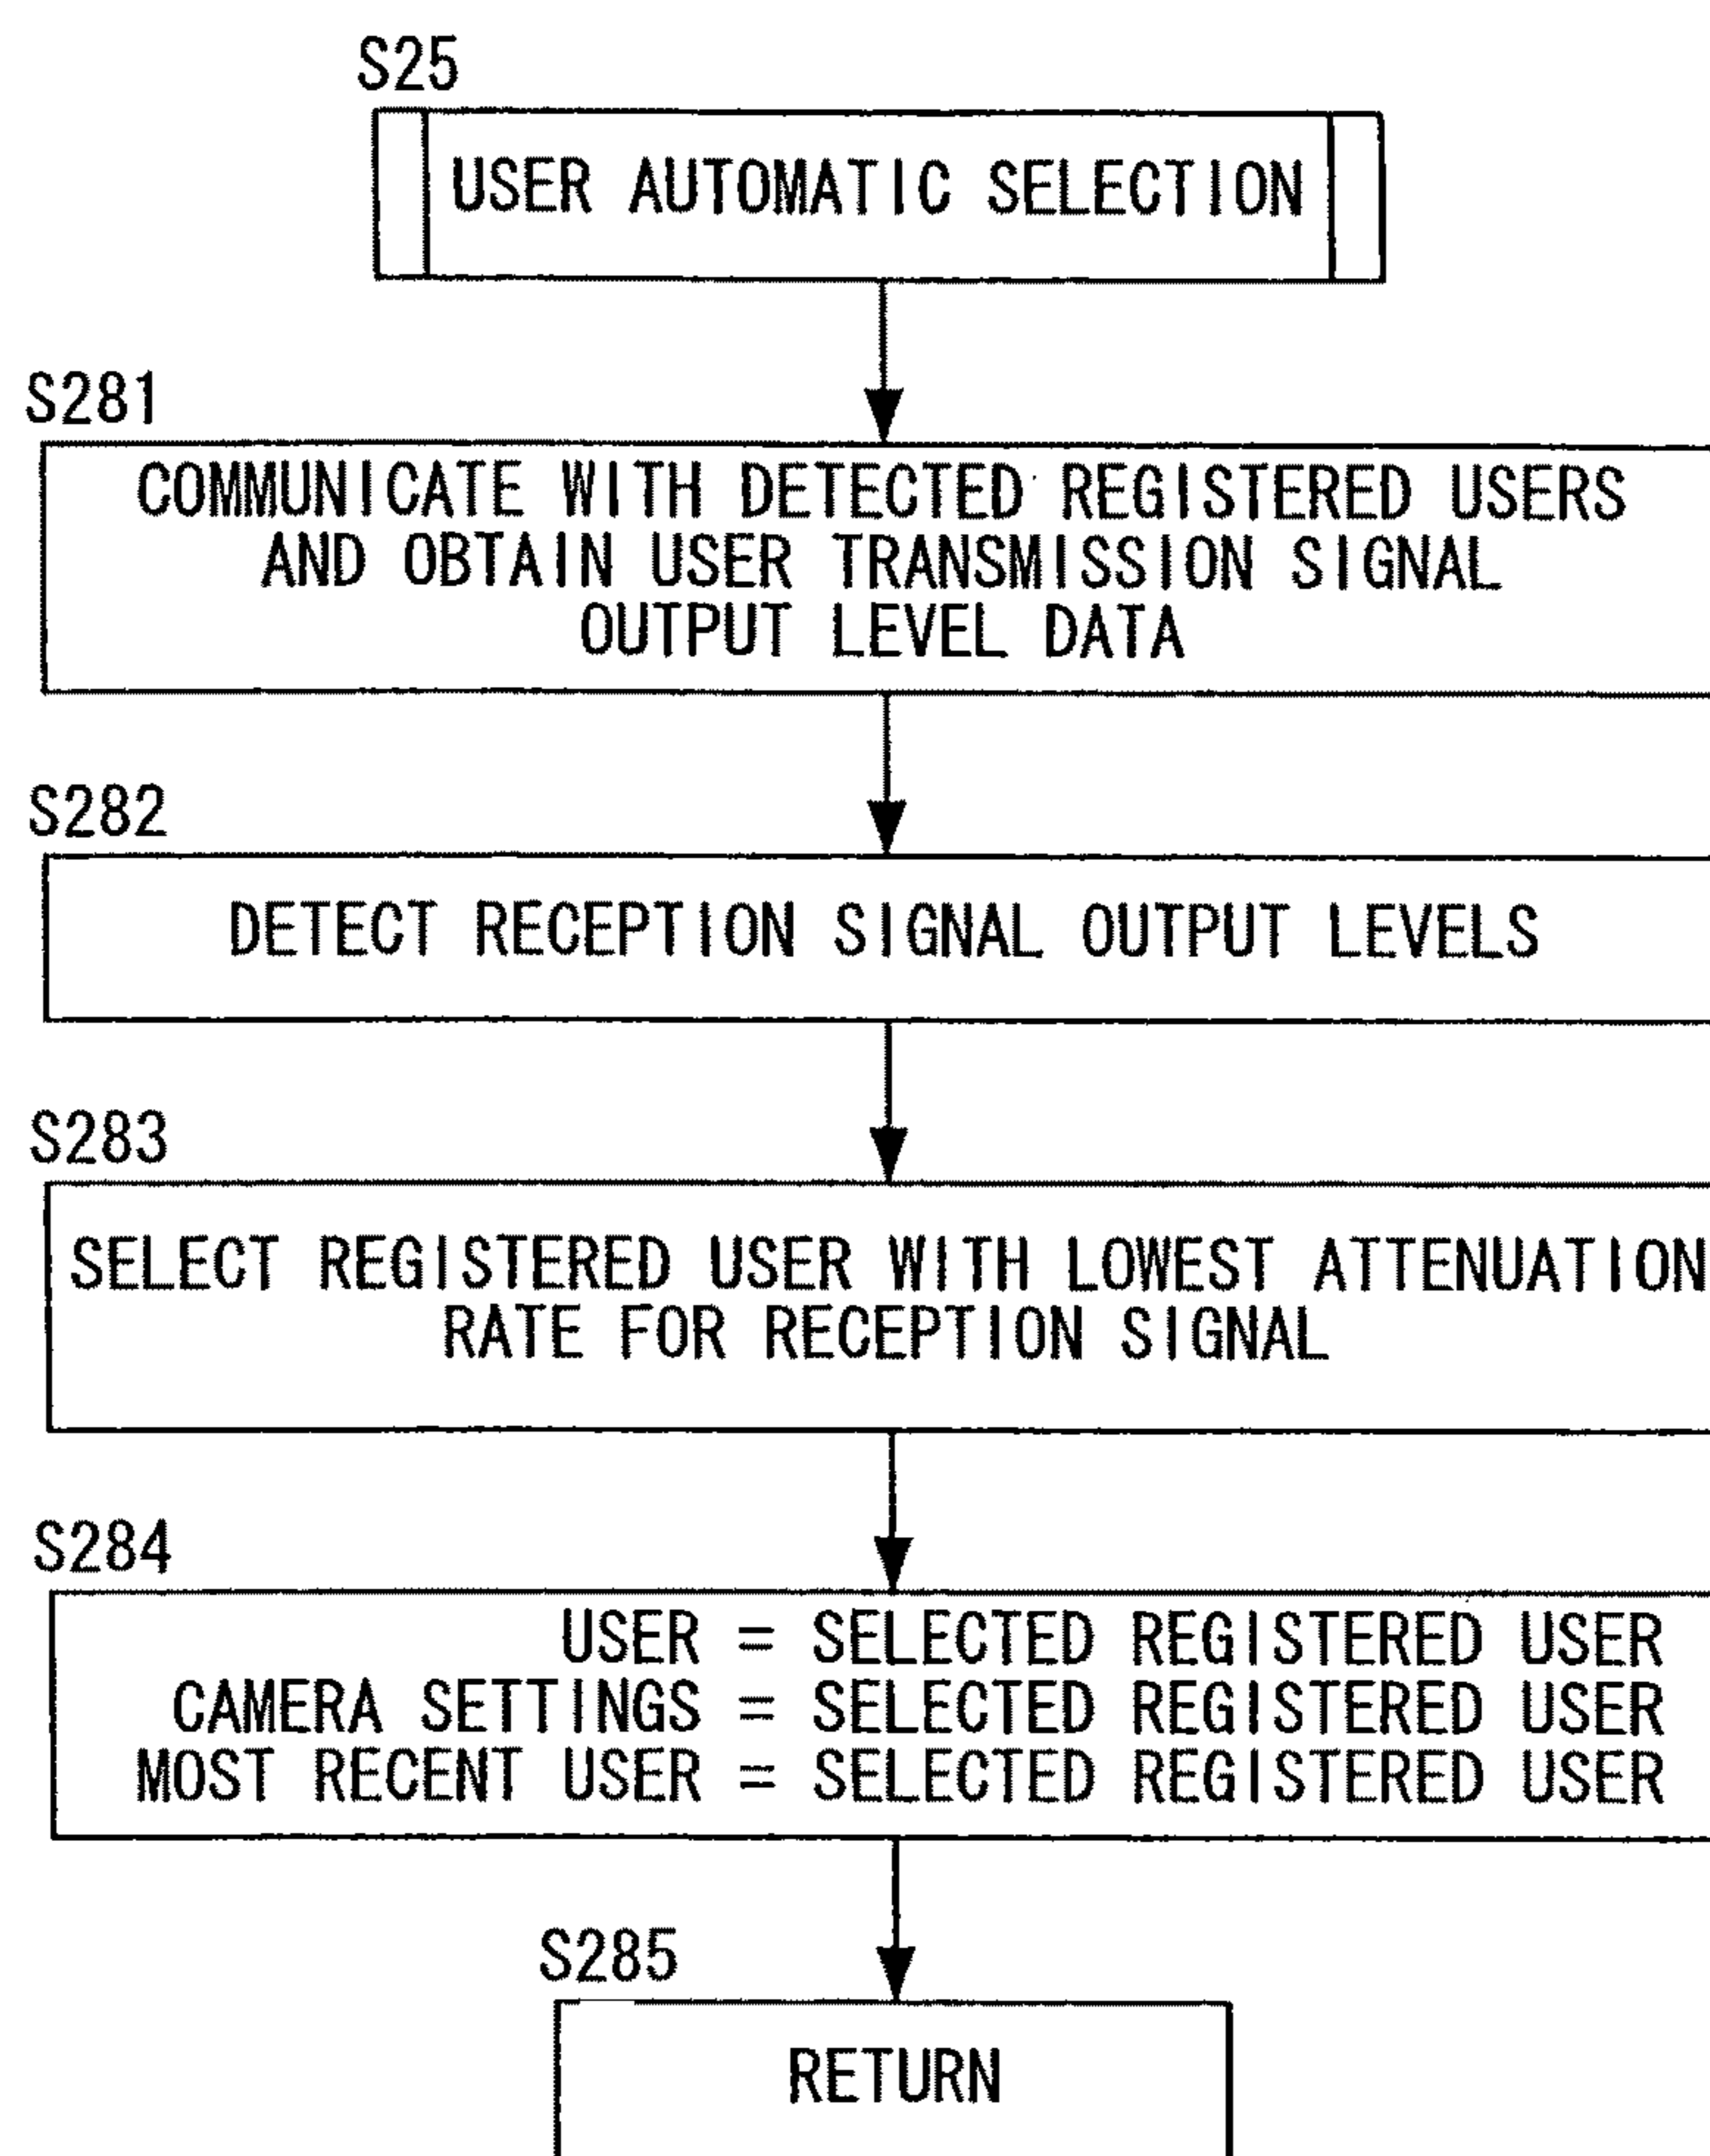 S25
USER AUTOMATIC SELECTION
S281
COMMUNICATE WITH DETECTED REGISTERED USERS
AND OBTAIN USER TRANSMISSION SIGNAL
OUTPUT LEVEL DATA
S282
DETECT RECEPTION SIGNAL OUTPUT LEVELS
S283
SELECT REGISTERED USER WITH LOWEST ATTENUATION
RATE FOR RECEPTION SIGNAL
S284
USER = SELECTED REGISTERED USER
CAMERA SETTINGS = SELECTED REGISTERED USER
MOST RECENT USER = SELECTED REGISTERED USER
S285
RETURN